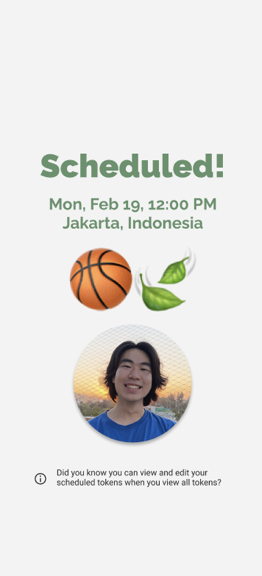 Scheduled!
Mon, Feb 19, 12:00 PM
Jakarta, Indonesia
Did you know you can view and edit your
scheduled tokens when you view all tokens?